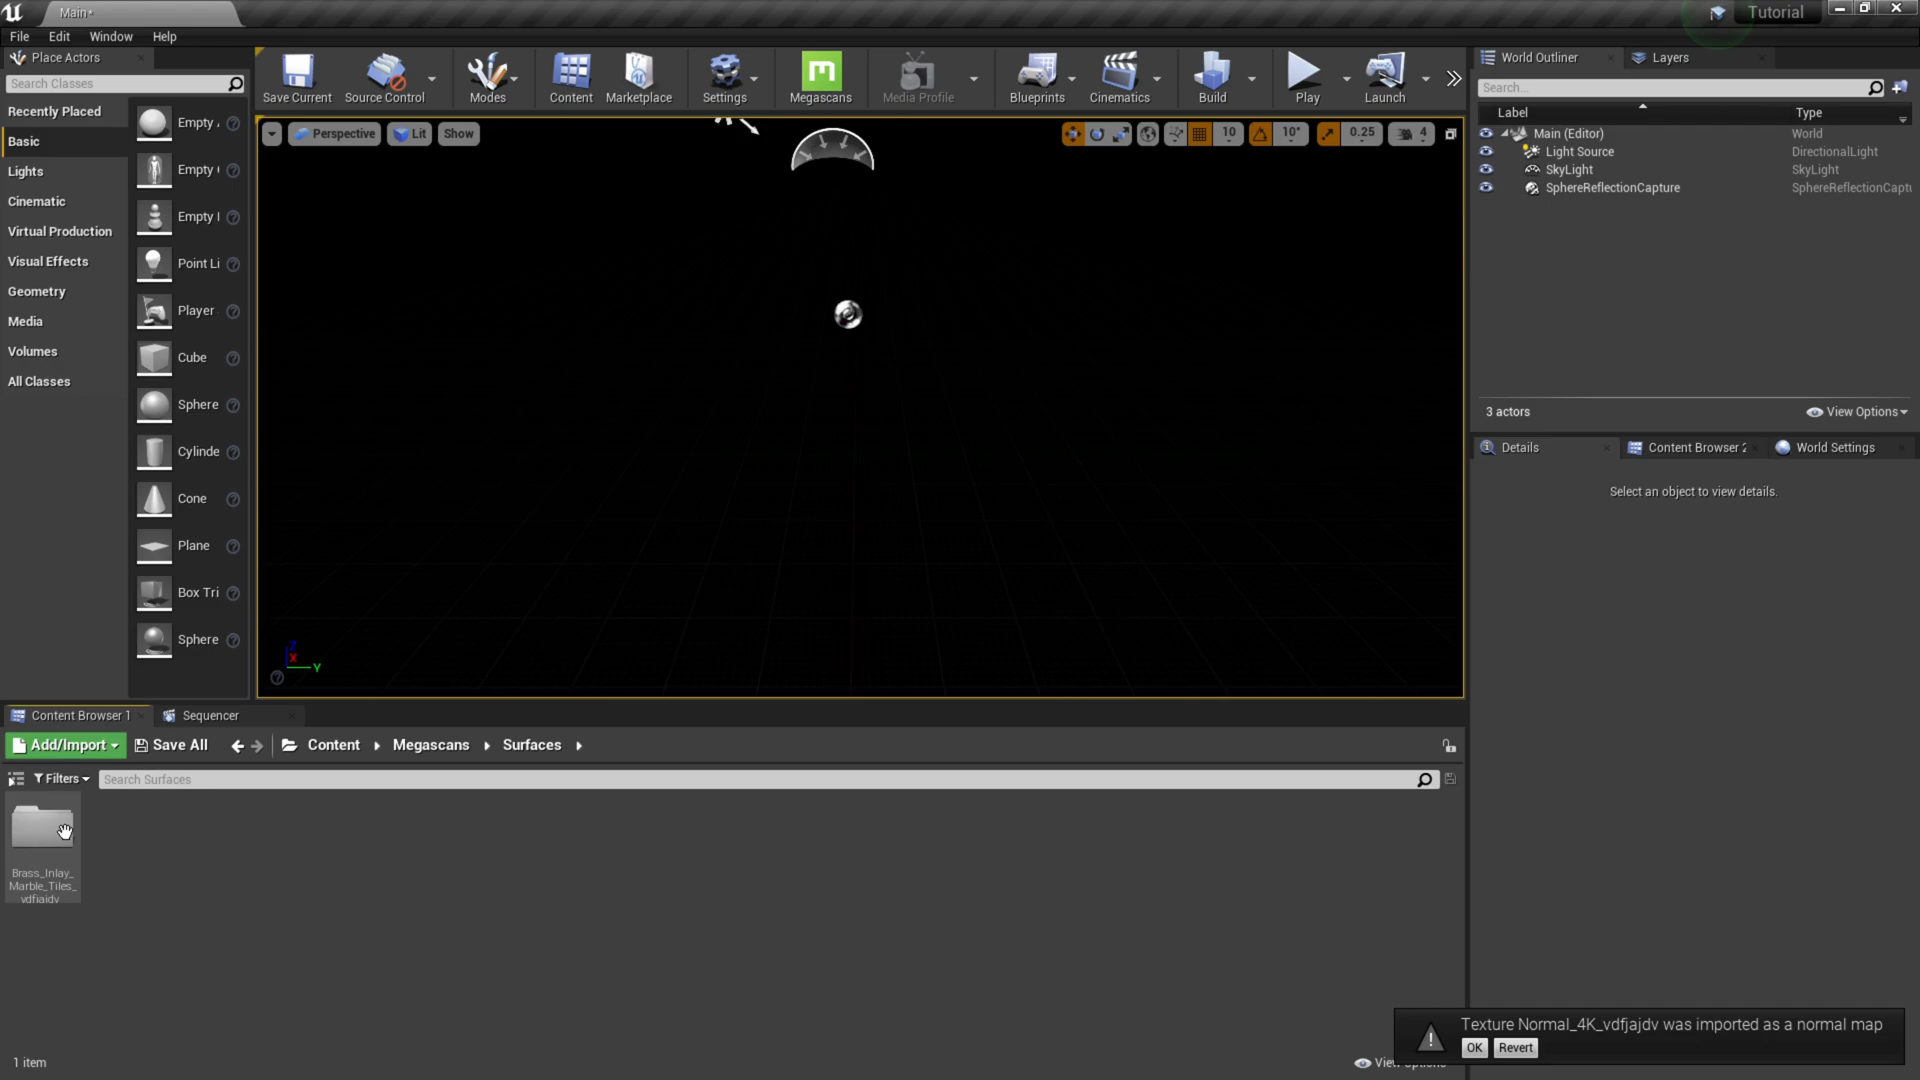 Main*
Tutorial
File Edit Window Help
Place Actors
Search Classes
Recently Placed
Basic
Lights
Cinematic
Virtual Production
Visual Effects
Geometry
Media
Volumes
All Classes
Empty
Empty
Empty
Point Li
Player
Cube
Sphere
Cylinde
Cone
Plane
Box Tri
Sphere
Save Current
Source Control
Modes
Content
Marketplace
Settings
Megascans
Media Profile
Blueprints
Cinematics
Build
Play
Launch
Perspective
Lit
Show
10
10°
0.25
4
Z
X
Y
World Outliner
Layers
Search...
Label Type
Main (Editor) World
Light Source DirectionalLight
SkyLight SkyLight
SphereReflectionCapture SphereReflectionCaptu
3 actors
View Options
Details
Content Browser 2
World Settings
Select an object to view details.
Content Browser 1
Sequencer
Add/Import
Save All
Content
Megascans
Surfaces
Filters
Search Surfaces
Brass_Inlay_
Marble_Tiles_
vdfjajdv
1 item
View Options
Texture Normal_4K_vdfjajdv was imported as a normal map
OK
Revert